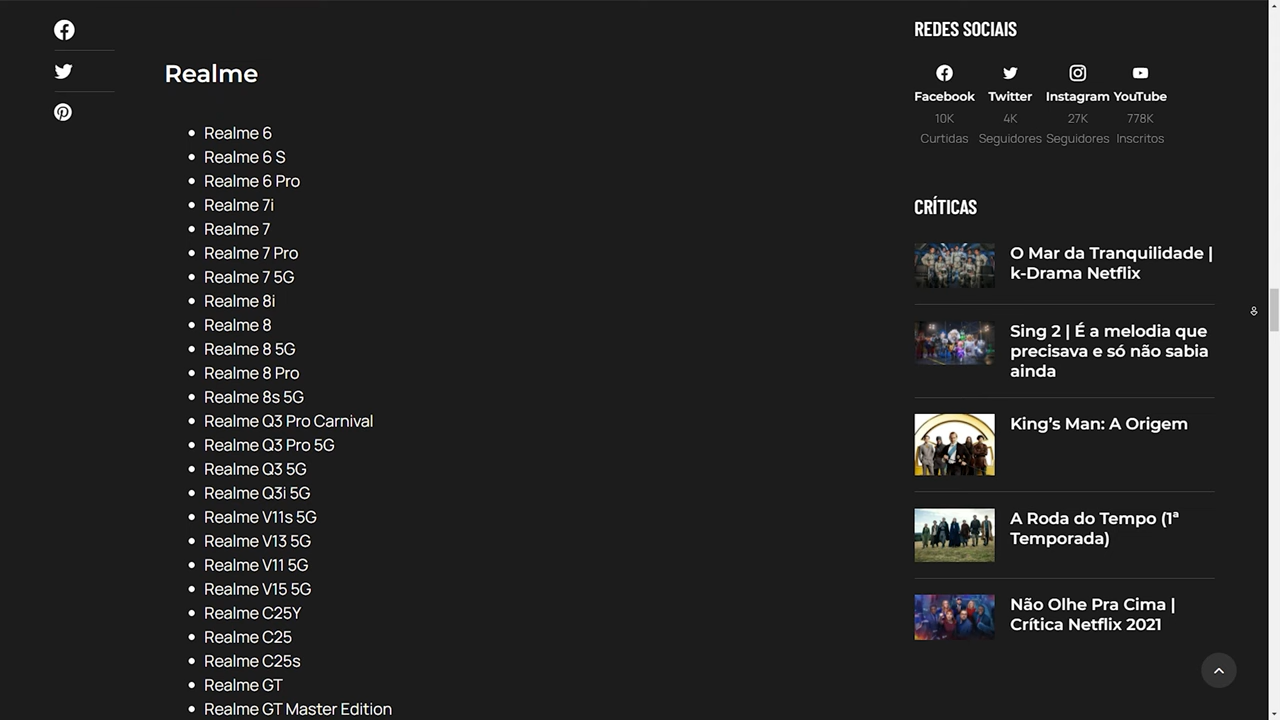 Realme
Realme 6
Realme 6 S
Realme 6 Pro
Realme 7i
Realme 7
Realme 7 Pro
Realme 7 5G
Realme 8i
Realme 8
Realme 8 5G
Realme 8 Pro
Realme 8s 5G
Realme Q3 Pro Carnival
Realme Q3 Pro 5G
Realme Q3 5G
Realme Q3i 5G
Realme V11s 5G
Realme V13 5G
Realme V11 5G
Realme V15 5G
Realme C25Y
Realme C25
Realme C25s
Realme GT
Realme GT Master Edition
REDES SOCIAIS
Facebook Twitter Instagram YouTube
10K 4K 27K 778K
Curtidas Seguidores Seguidores Inscritos
CRÍTICAS
O Mar da Tranquilidade |
k-Drama Netflix
Sing 2 | É a melodia que
precisava e só não sabia
ainda
King’s Man: A Origem
A Roda do Tempo (1ª
Temporada)
Não Olhe Pra Cima |
Crítica Netflix 2021